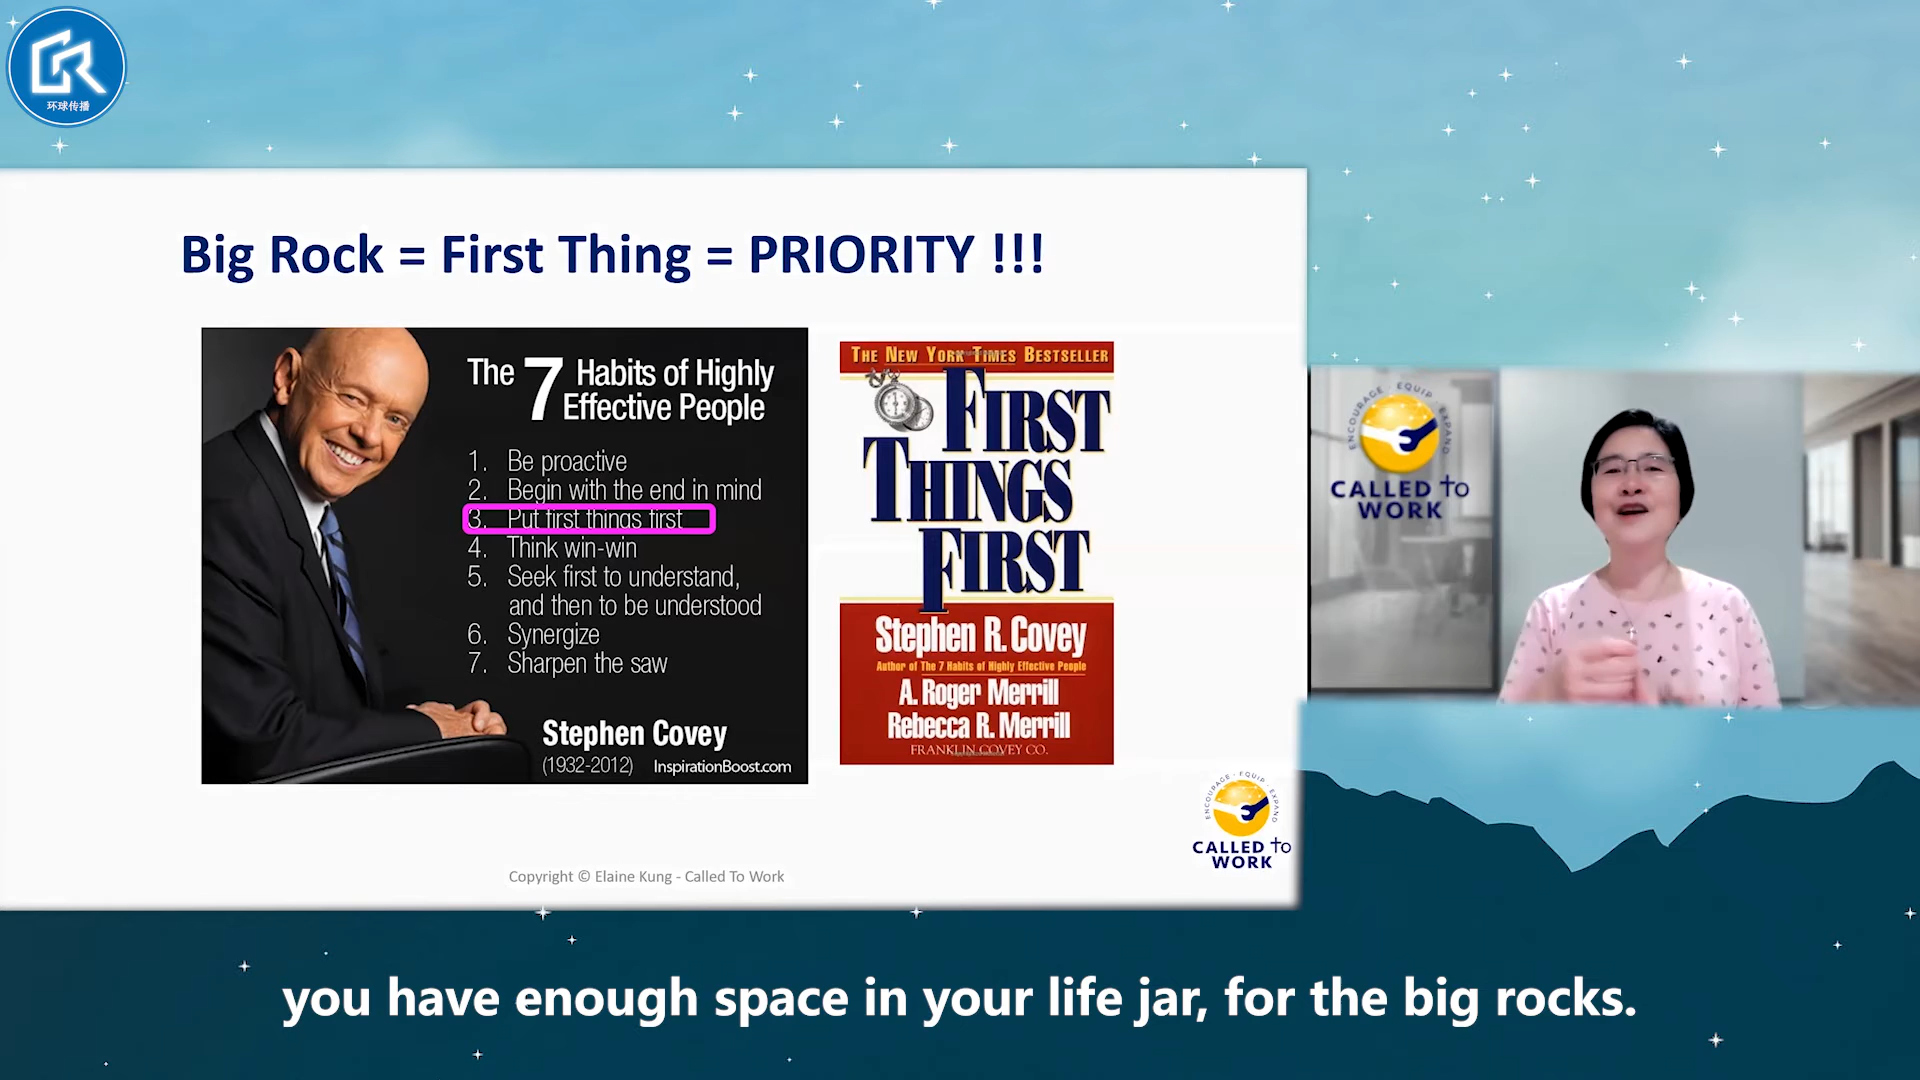 环球传播
Big Rock = First Thing = PRIORITY !!!
The 7 Habits of Highly
Effective People
1. Be proactive
2. Begin with the end in mind
3. Put first things first
4. Think win-win
5. Seek first to understand,
and then to be understood
6. Synergize
7. Sharpen the saw
Stephen Covey
(1932-2012) InspirationBoost.com
THE NEW YORK TIMES BESTSELLER
FIRST
THINGS
FIRST
Stephen R. Covey
Author of The 7 Habits of Highly Effective People
A. Roger Merrill
Rebecca R. Merrill
FRANKLIN COVEY CO.
ENCOURAGE · EQUIP · EXPAND
CALLED TO
WORK
ENCOURAGE · EQUIP · EXPAND
CALLED TO
WORK
Copyright © Elaine Kung - Called To Work
you have enough space in your life jar, for the big rocks.